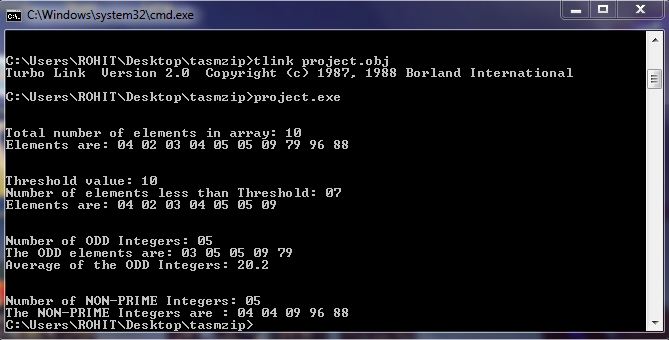 C:\Windows\system32\cmd.exe
C:\Users\ROHIT\Desktop\tasmzip>tlink project.obj
Turbo Link  Version 2.0  Copyright (c) 1987, 1988 Borland International
C:\Users\ROHIT\Desktop\tasmzip>project.exe
Total number of elements in array: 10
Elements are: 04 02 03 04 05 05 09 79 96 88
Threshold value: 10
Number of elements less than Threshold: 07
Elements are: 04 02 03 04 05 05 09
Number of ODD Integers: 05
The ODD elements are: 03 05 05 09 79
Average of the ODD Integers: 20.2
Number of NON-PRIME Integers: 05
The NON-PRIME Integers are : 04 04 09 96 88
C:\Users\ROHIT\Desktop\tasmzip>